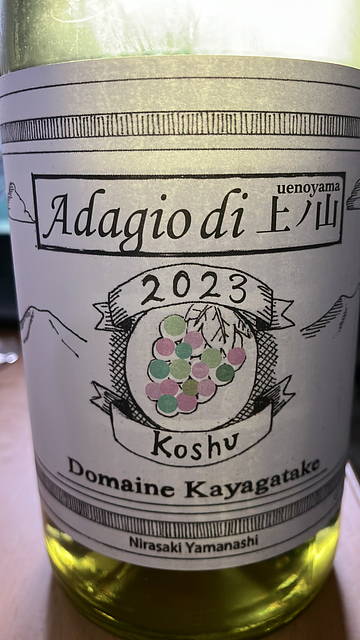 uenoyama
Adagio di 上ノ山
2023
Koshu
Domaine Kayagatake
Nirasaki Yamanashi